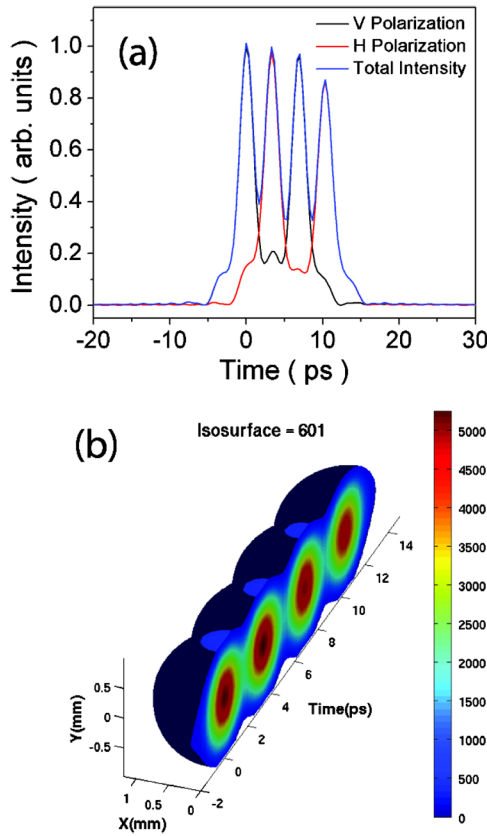 (a)
V Polarization
H Polarization
Total Intensity
Intensity ( arb. units )
1.0
0.8
0.6
0.4
0.2
0.0
-20 -10 0 10 20 30
Time ( ps )
(b)
Isosurface = 601
5000
4500
4000
3500
3000
2500
2000
1500
1000
500
0
14
12
10
8
6
4
2
0
-2
Time(ps)
0.5
0
-0.5
Y(mm)
1
0.5
0
X(mm)